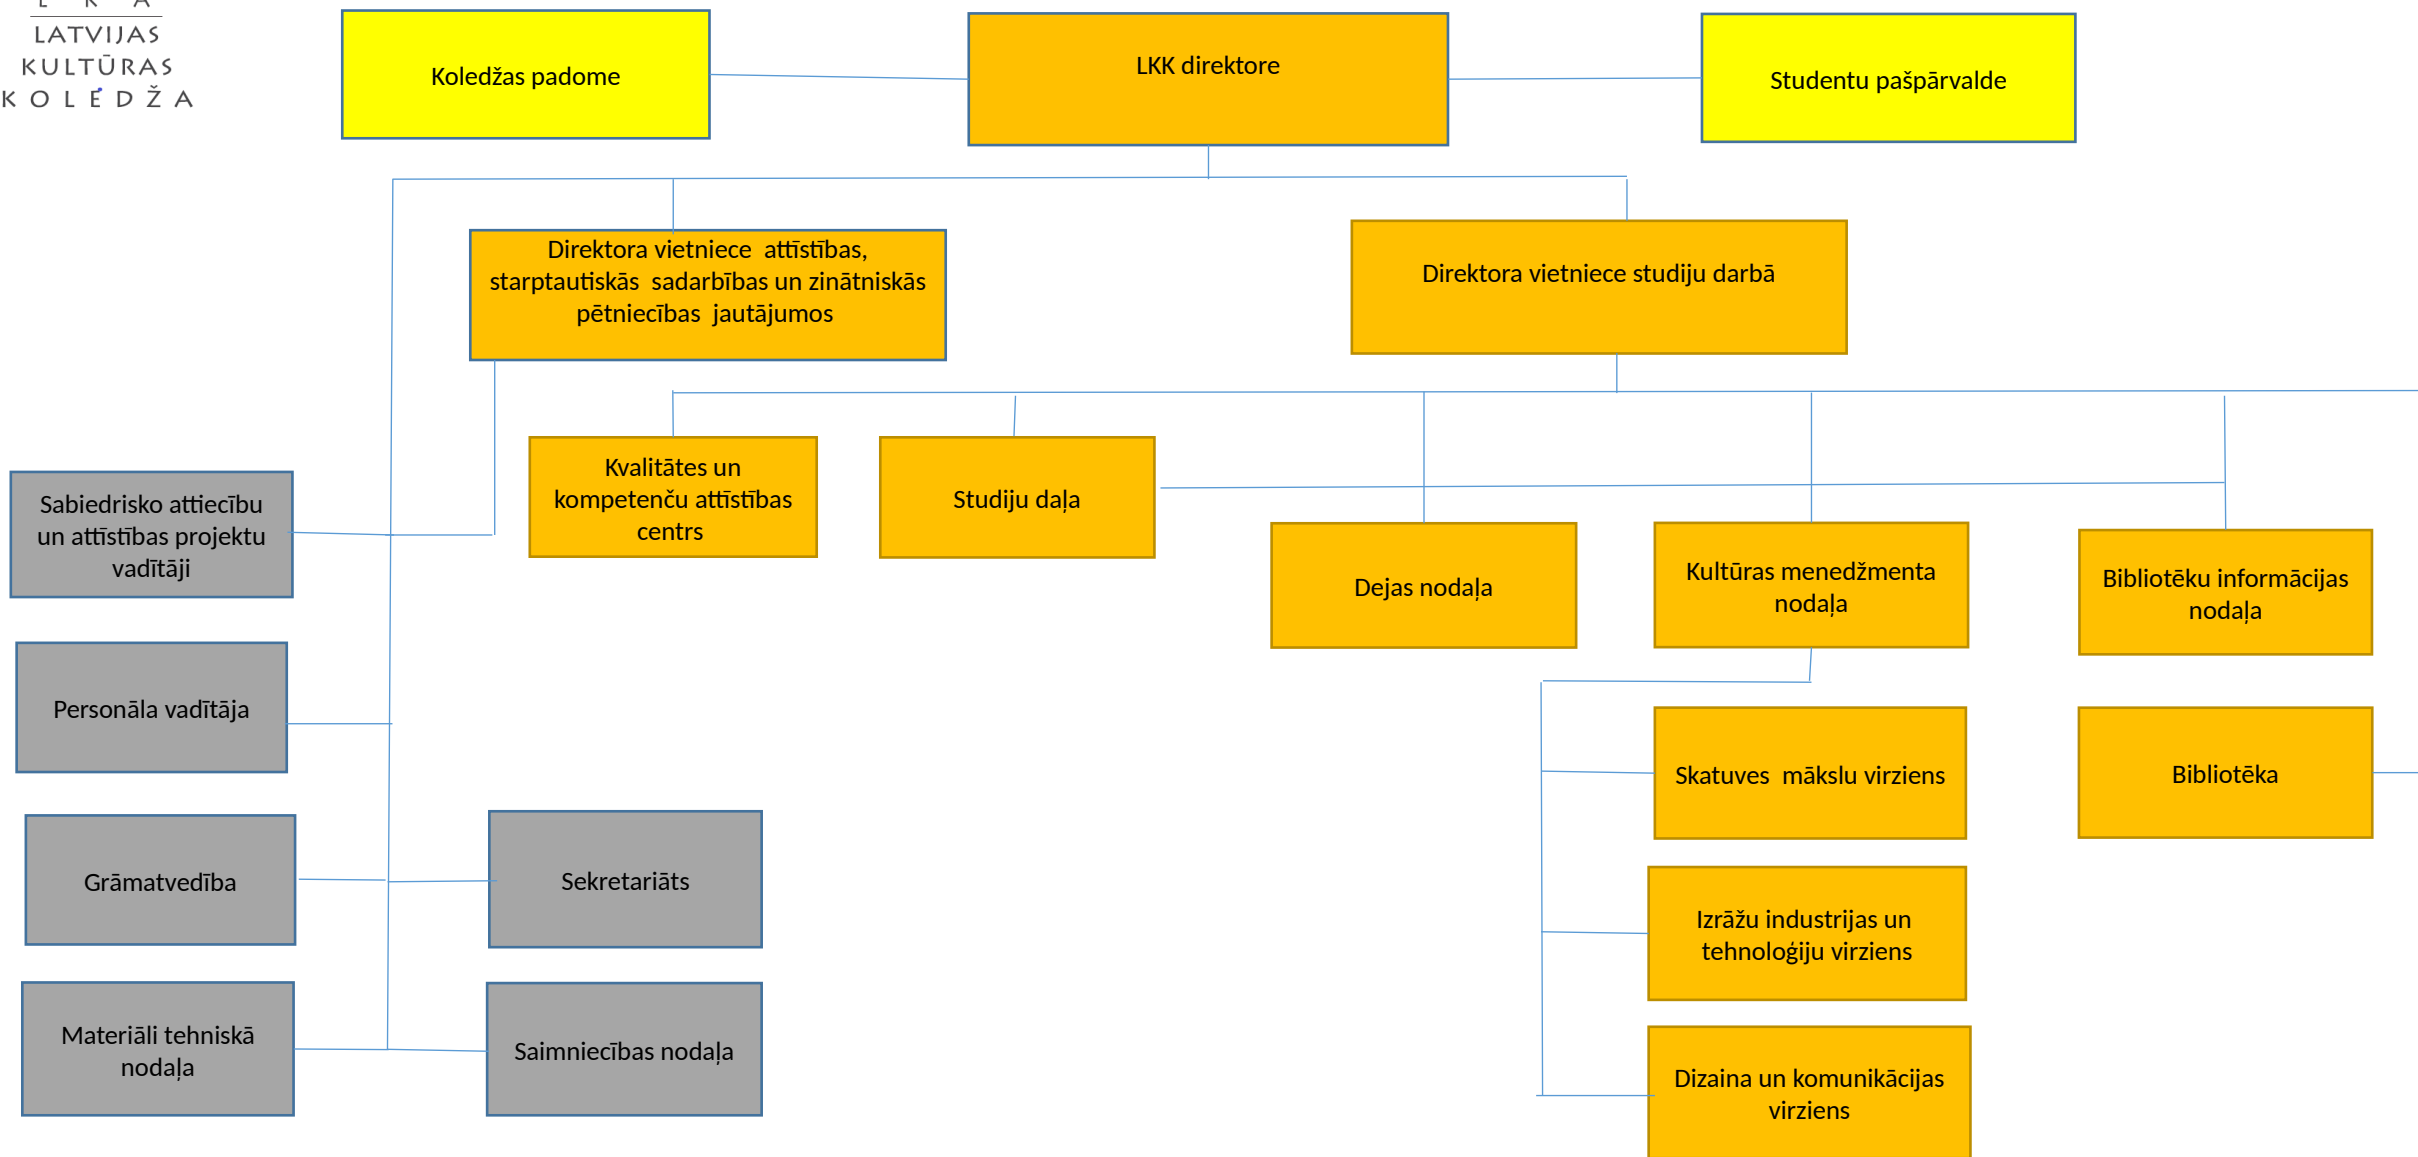 L K A
LATVIJAS
KULTŪRAS
KOLEDŽA
Koledžas padome
LKK direktore
Studentu pašpārvalde
Direktora vietniece attīstības,
starptautiskās sadarbības un zinātniskās
pētniecības jautājumos
Direktora vietniece studiju darbā
Kvalitātes un
kompetenču attīstības
centrs
Studiju daļa
Sabiedrisko attiecību
un attīstības projektu
vadītāji
Dejas nodaļa
Kultūras menedžmenta
nodaļa
Bibliotēku informācijas
nodaļa
Personāla vadītāja
Skatuves mākslu virziens
Bibliotēka
Grāmatvedība
Sekretariāts
Izrāžu industrijas un
tehnoloģiju virziens
Materiāli tehniskā
nodaļa
Saimniecības nodaļa
Dizaina un komunikācijas
virziens